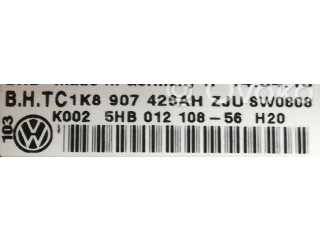 B.H.TC1K8 907 426AH ZJU SW0808
103
K002 5HB 012 108-56 H20